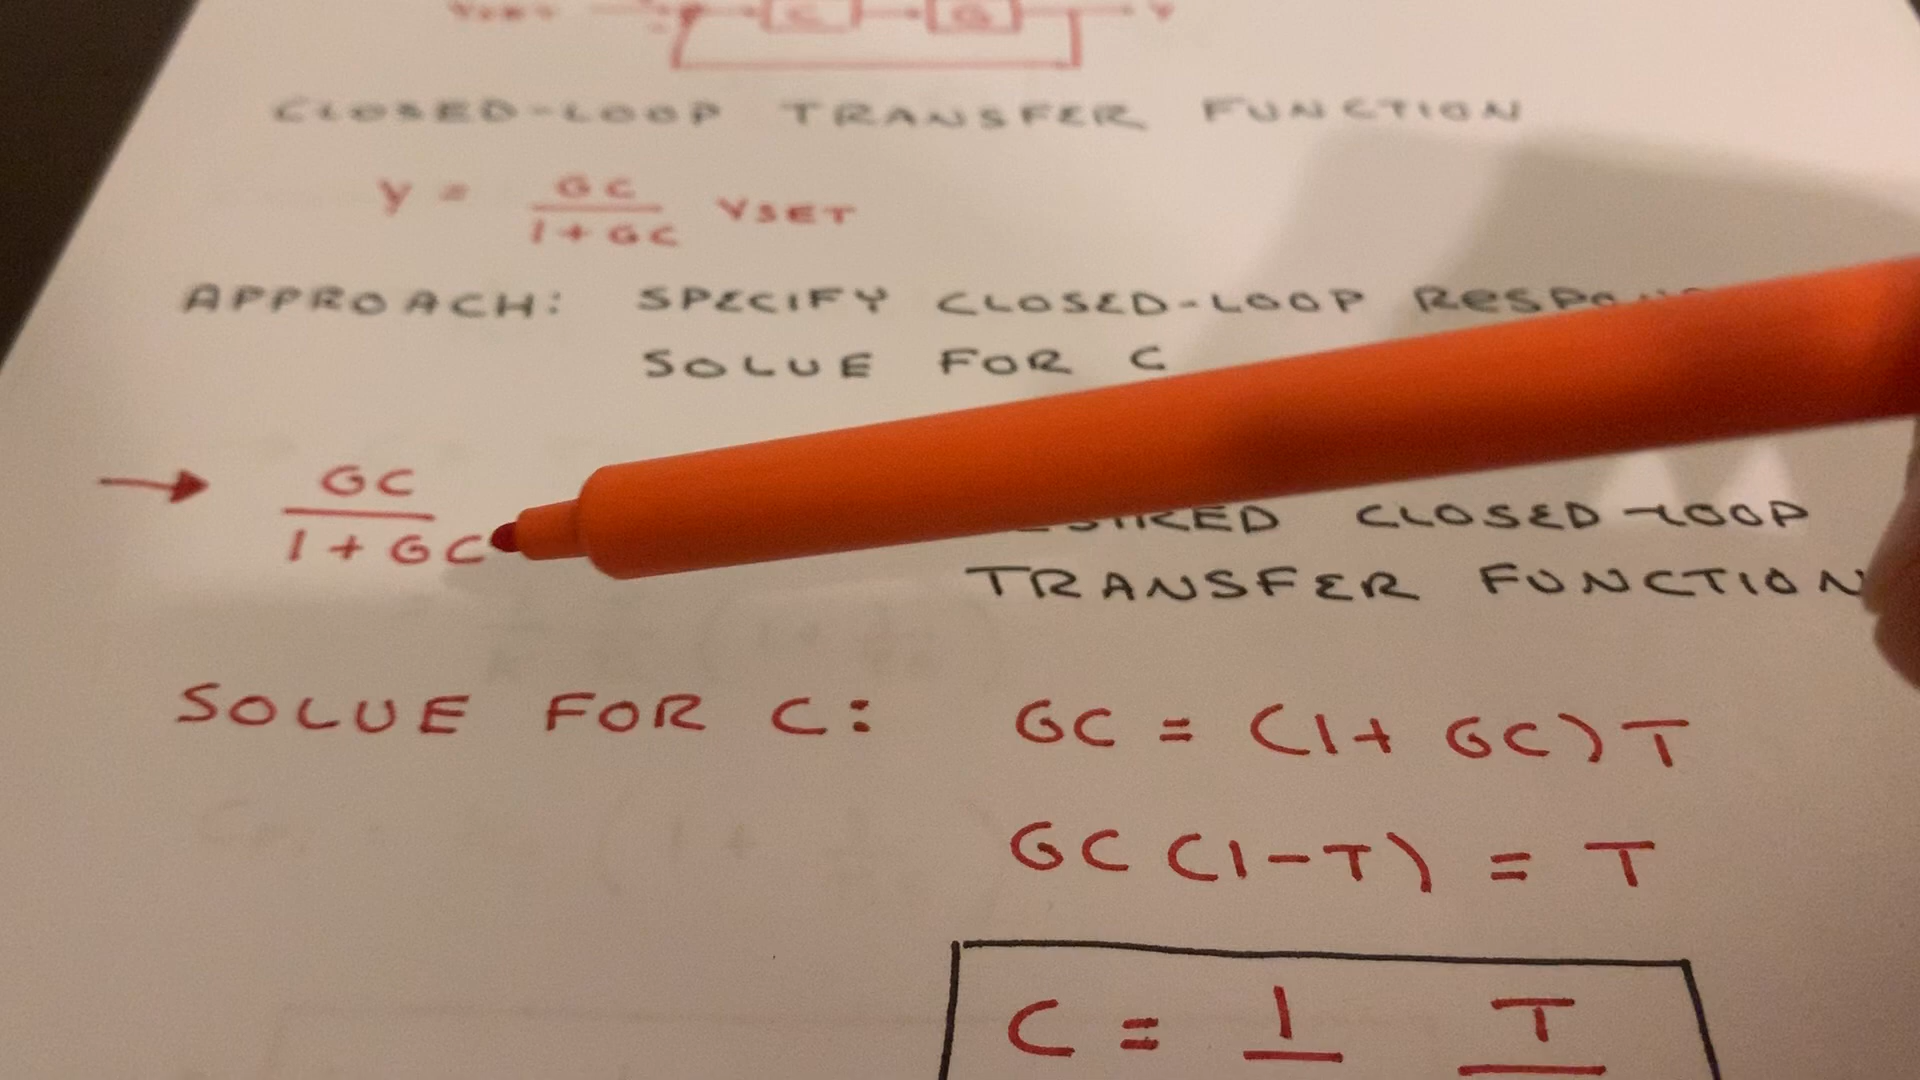 C G Y
CLOSED-LOOP TRANSFER FUNCTION
Y = GC / 1 + GC YSET
APPROACH: SPECIFY CLOSED-LOOP
SOLVE FOR C
→ GC / 1 + GC CLOSED-LOOP
TRANSFER FUNCTION
SOLVE FOR C: GC = (1 + GC) T
GC (1 - T) = T
C = 1 T